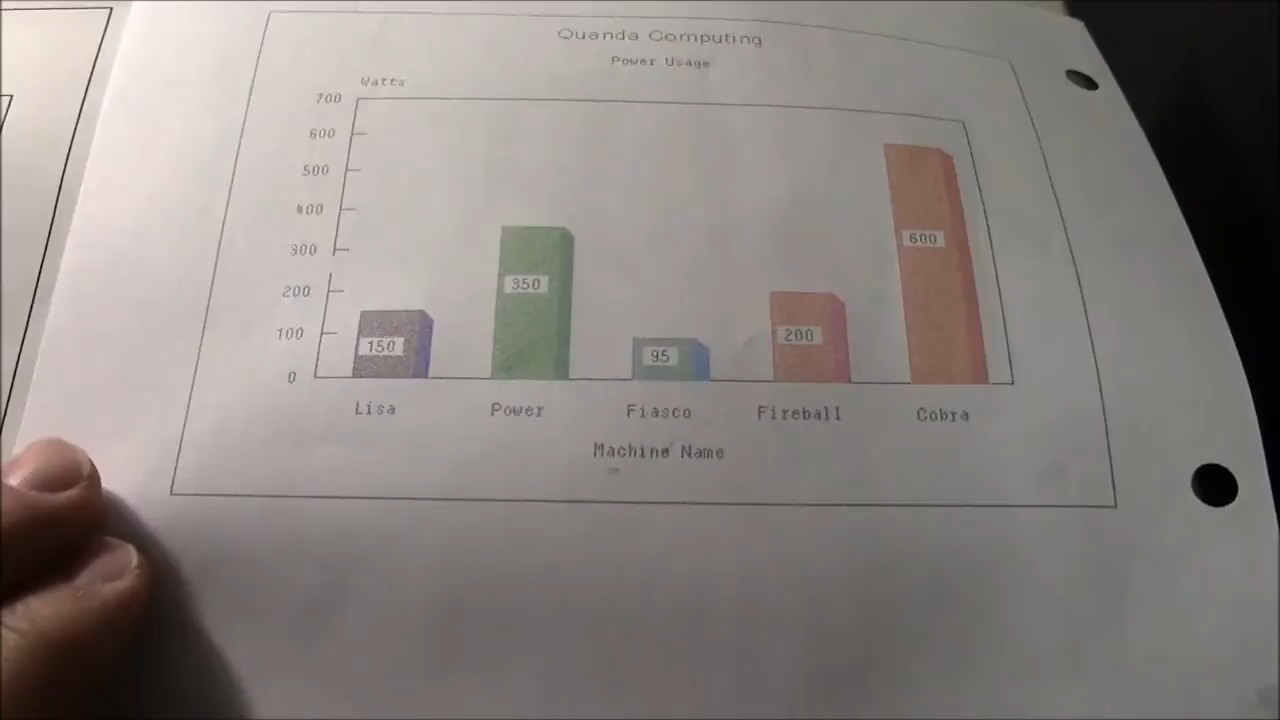 Quanda Computing
Power Usage
Watts
700
600
500
400
300
200
100
0
150
350
95
200
600
Lisa Power Fiasco Fireball Cobra
Machine Name